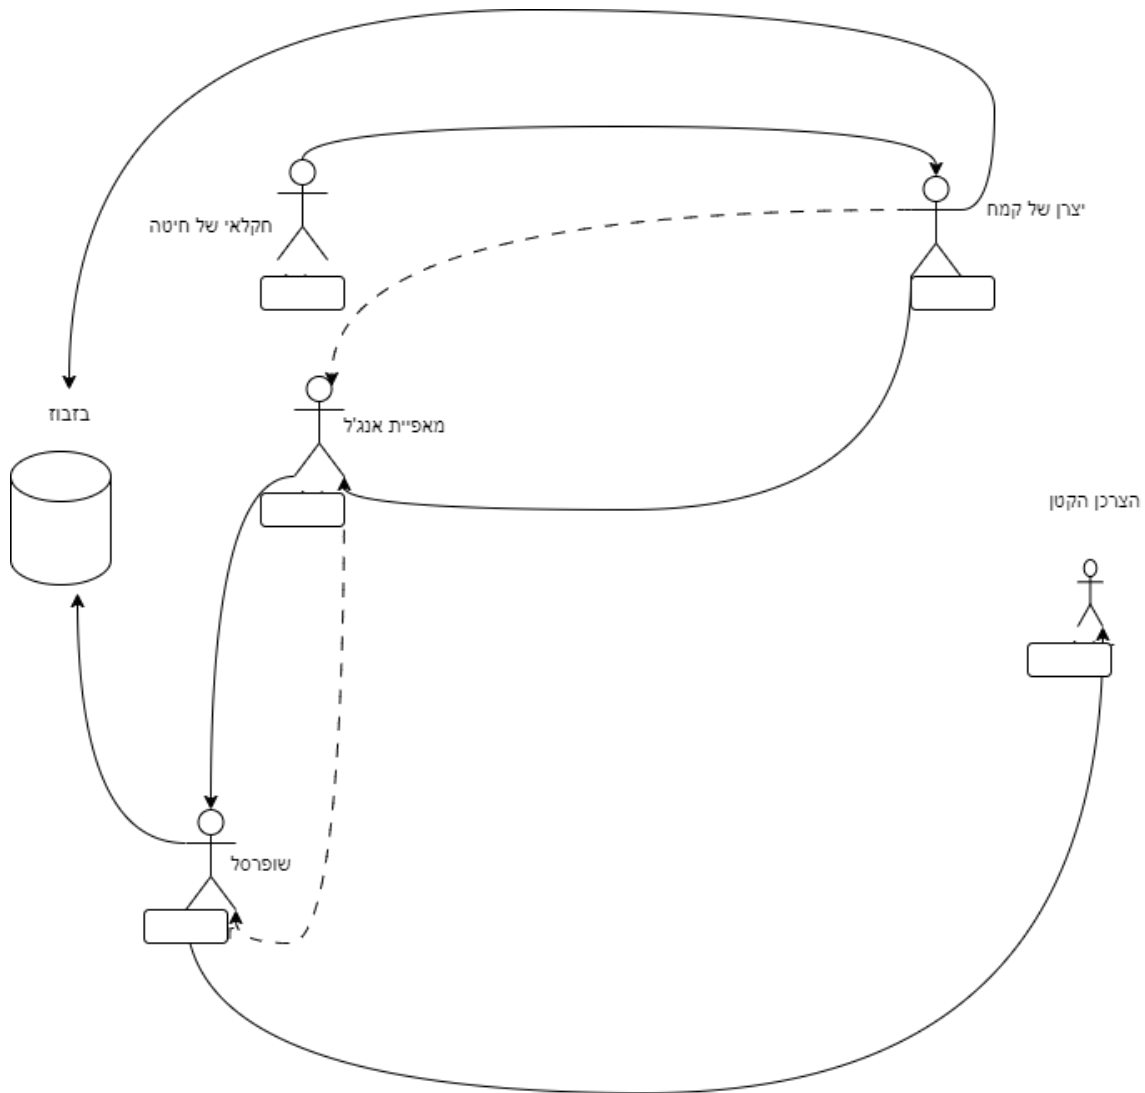 חקלאי של חיטה
יצרן של קמח
בזבוז
מאפיית אנג'ל
הצרכן הקטן
שופרסל